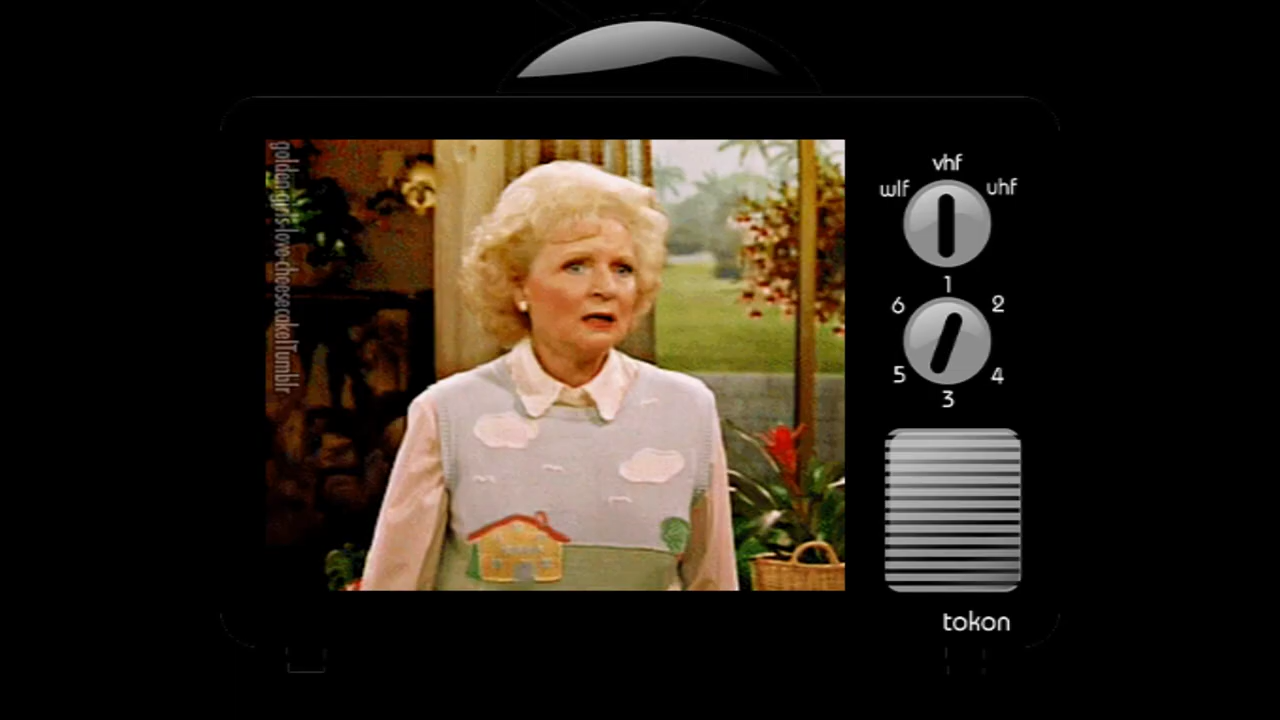 golden-girls-love-cheesecake|Tumblr
vhf
wlf
uhf
1
6
2
5
4
3
tokon